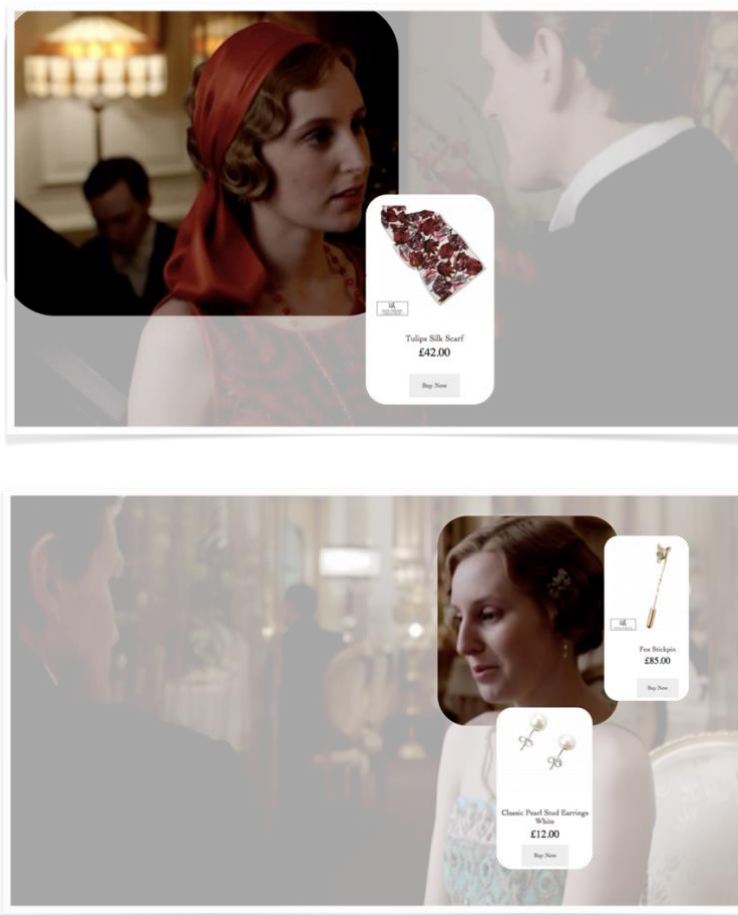 Tulips Silk Scarf
£42.00
Buy Now
Fox Stickpin
£85.00
Buy Now
Classic Pearl Stud Earrings
White
£12.00
Buy Now